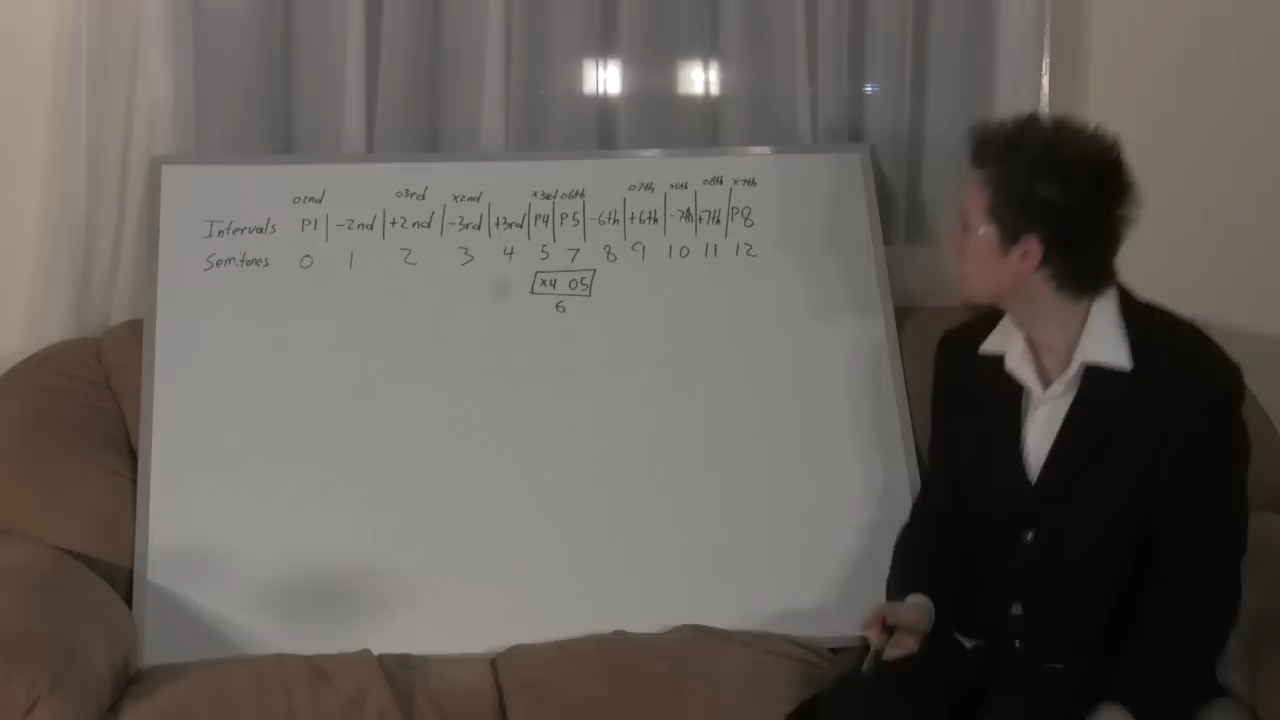 o2nd o3rd x2nd x3rd o6th o7th x6th o8th x7th
Intervals P1 | -2nd | +2nd | -3rd | +3rd | P4 | P5 | -6th | +6th | -7th | +7th | P8
Semitones 0 1 2 3 4 5 7 8 9 10 11 12
x4 o5
6